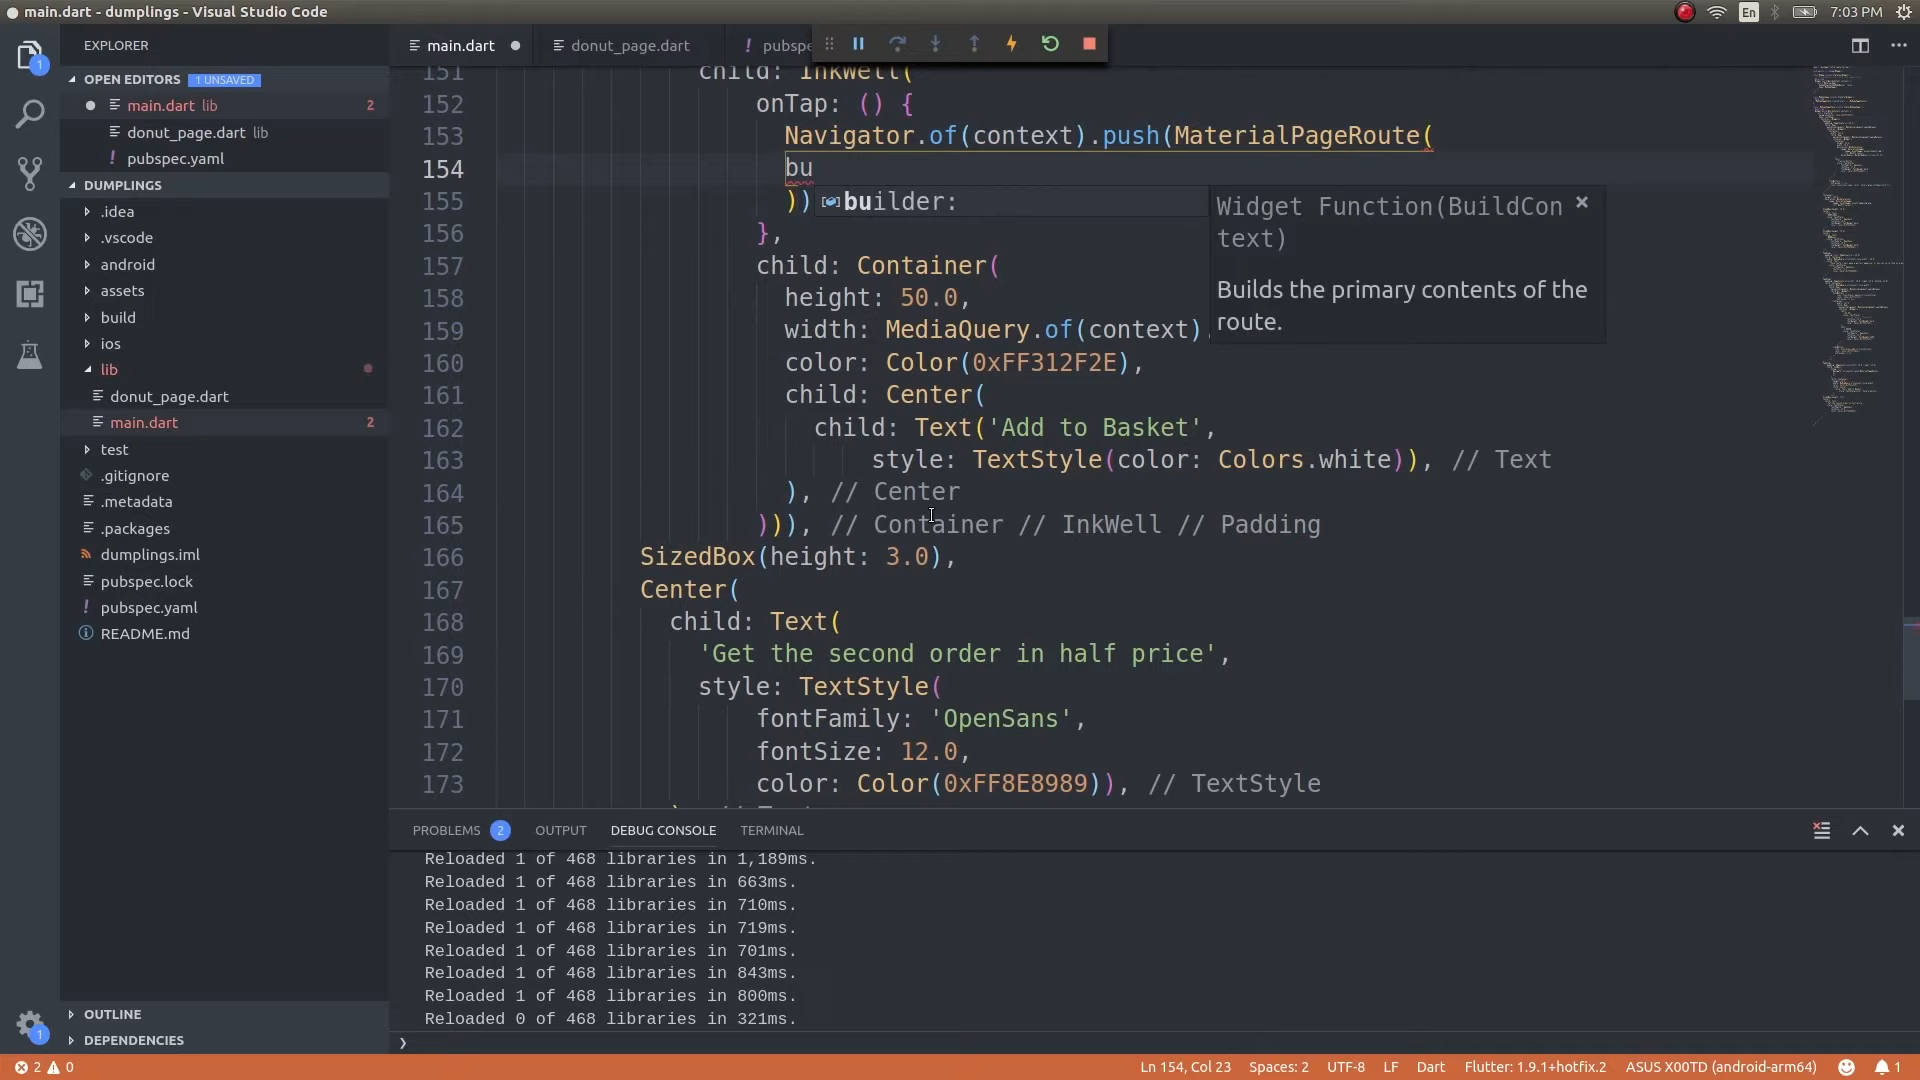 main.dart - dumplings - Visual Studio Code
En
7:03 PM
EXPLORER
OPEN EDITORS 1 UNSAVED
main.dart lib 2
donut_page.dart lib
! pubspec.yaml
DUMPLINGS
.idea
.vscode
android
assets
build
ios
lib
donut_page.dart
main.dart 2
test
.gitignore
.metadata
.packages
dumplings.iml
pubspec.lock
! pubspec.yaml
README.md
OUTLINE
DEPENDENCIES
1
1
main.dart
donut_page.dart
! pubspe
151 child: InkWell(
152 onTap: () {
153 Navigator.of(context).push(MaterialPageRoute(
154 bu
155 ))
156 },
157 child: Container(
158 height: 50.0,
159 width: MediaQuery.of(context).
160 color: Color(0xFF312F2E),
161 child: Center(
162 child: Text('Add to Basket',
163 style: TextStyle(color: Colors.white)), // Text
164 ), // Center
165 ))), // Container // InkWell // Padding
166 SizedBox(height: 3.0),
167 Center(
168 child: Text(
169 'Get the second order in half price',
170 style: TextStyle(
171 fontFamily: 'OpenSans',
172 fontSize: 12.0,
173 color: Color(0xFF8E8989)), // TextStyle
builder:
Widget Function(BuildCon
text)
Builds the primary contents of the
route.
PROBLEMS 2 OUTPUT DEBUG CONSOLE TERMINAL
Reloaded 1 of 468 libraries in 1,189ms.
Reloaded 1 of 468 libraries in 663ms.
Reloaded 1 of 468 libraries in 710ms.
Reloaded 1 of 468 libraries in 719ms.
Reloaded 1 of 468 libraries in 701ms.
Reloaded 1 of 468 libraries in 843ms.
Reloaded 1 of 468 libraries in 800ms.
Reloaded 0 of 468 libraries in 321ms.
2 0
Ln 154, Col 23 Spaces: 2 UTF-8 LF Dart Flutter: 1.9.1+hotfix.2 ASUS X00TD (android-arm64) 1